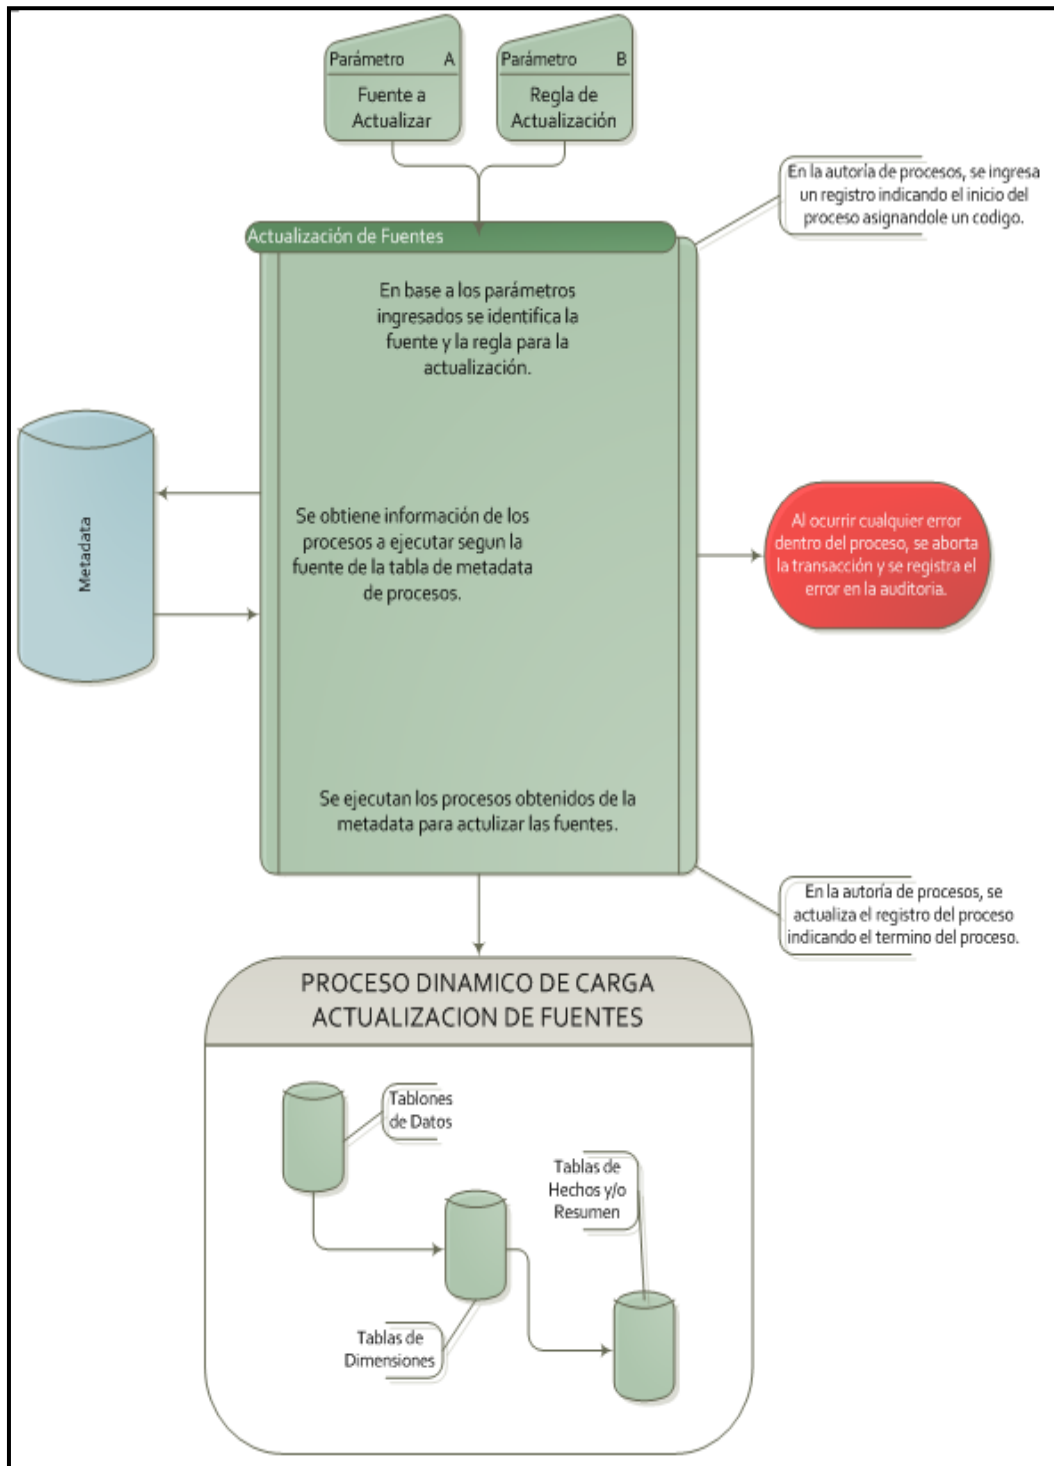 Parámetro A
Fuente a
Actualizar
Parámetro B
Regla de
Actualización
En la autoría de procesos, se ingresa
un registro indicando el inicio del
proceso asignandole un codigo.
Actualización de Fuentes
En base a los parámetros
ingresados se identifica la
fuente y la regla para la
actualización.
Metadata
Se obtiene información de los
procesos a ejecutar segun la
fuente de la tabla de metadata
de procesos.
Al ocurrir cualquier error
dentro del proceso, se aborta
la transacción y se registra el
error en la auditoria.
Se ejecutan los procesos obtenidos de la
metadata para actulizar las fuentes.
En la autoría de procesos, se
actualiza el registro del proceso
indicando el termino del proceso.
PROCESO DINAMICO DE CARGA
ACTUALIZACION DE FUENTES
Tablones
de Datos
Tablas de
Hechos y/o
Resumen
Tablas de
Dimensiones